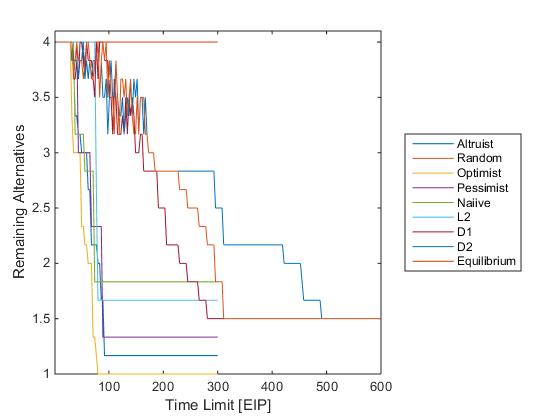 4
3.5
3
2.5
2
1.5
1
Remaining Alternatives
100 200 300 400 500 600
Time Limit [EIP]
Altruist
Random
Optimist
Pessimist
Naiive
L2
D1
D2
Equilibrium